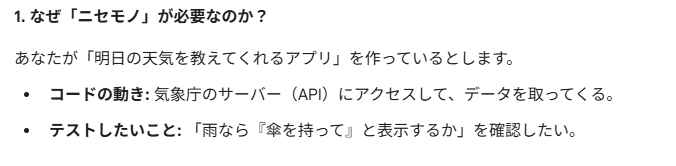 1. なぜ「ニセモノ」が必要なのか？
あなたが「明日の天気を教えてくれるアプリ」を作っているとします。
• コードの動き: 気象庁のサーバー（API）にアクセスして、データを取ってくる。
• テストしたいこと: 「雨なら『傘を持って』と表示するか」を確認したい。